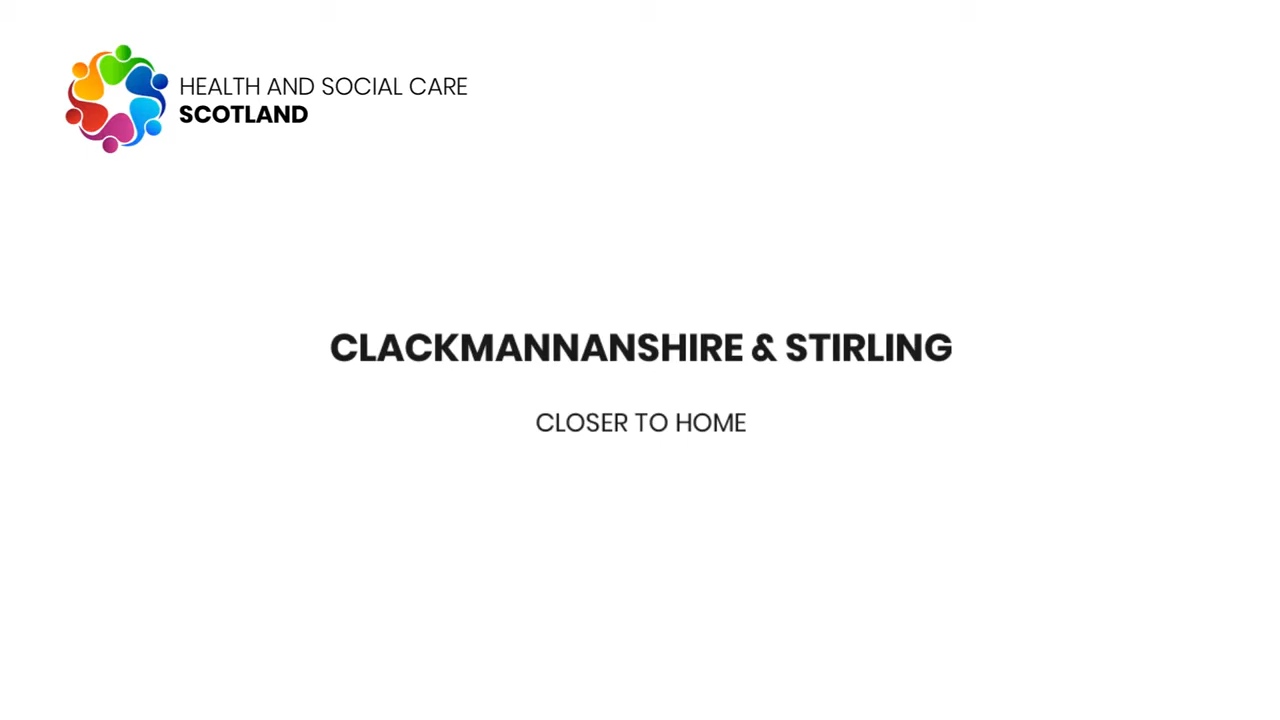 HEALTH AND SOCIAL CARE
SCOTLAND
CLACKMANNANSHIRE & STIRLING
CLOSER TO HOME